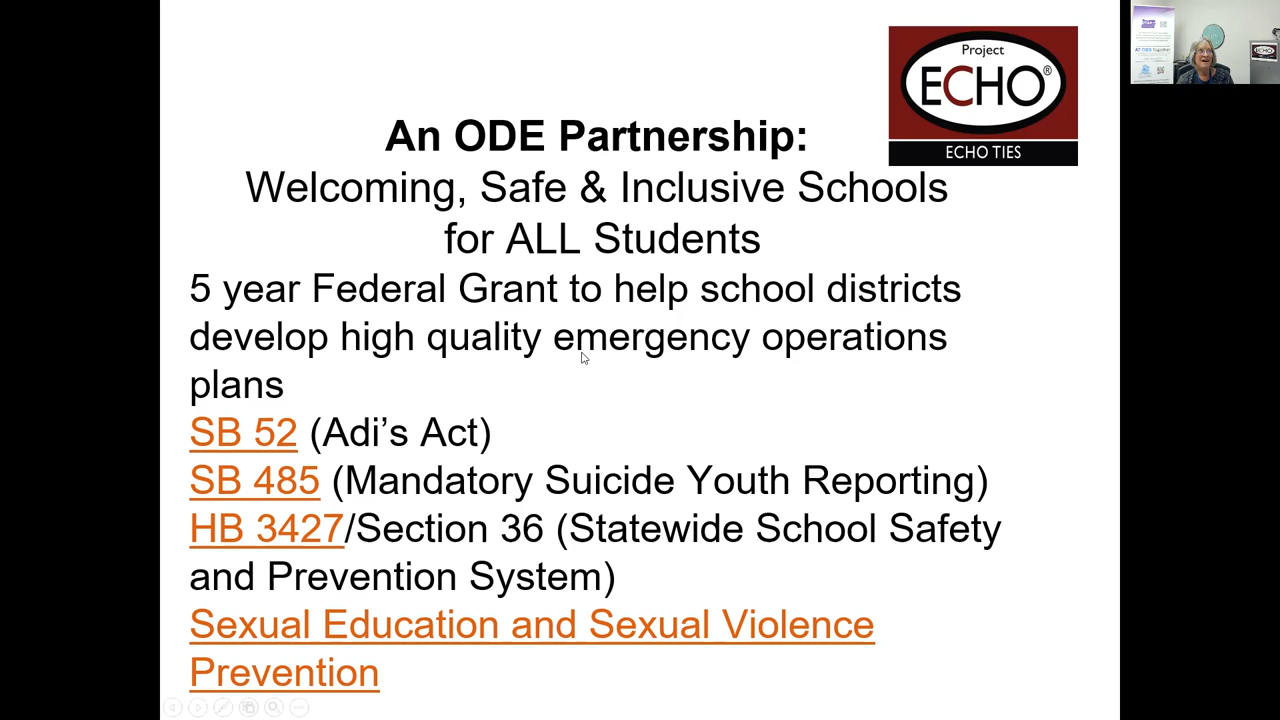 Project
ECHO®
ECHO TIES
An ODE Partnership:
Welcoming, Safe & Inclusive Schools
for ALL Students
5 year Federal Grant to help school districts
develop high quality emergency operations
plans
SB 52 (Adi’s Act)
SB 485 (Mandatory Suicide Youth Reporting)
HB 3427/Section 36 (Statewide School Safety
and Prevention System)
Sexual Education and Sexual Violence
Prevention